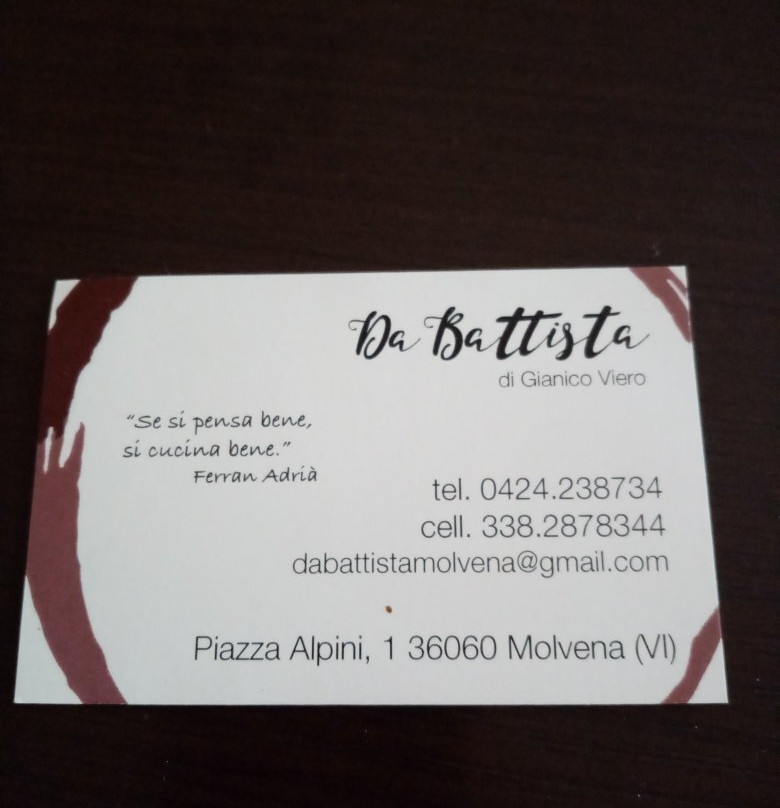 Da Battista
di Gianico Viero
"Se si pensa bene,
si cucina bene."
Ferran Adrià
tel. 0424.238734
cell. 338.2878344
dabattistamolvena@gmail.com
Piazza Alpini, 1 36060 Molvena (VI)